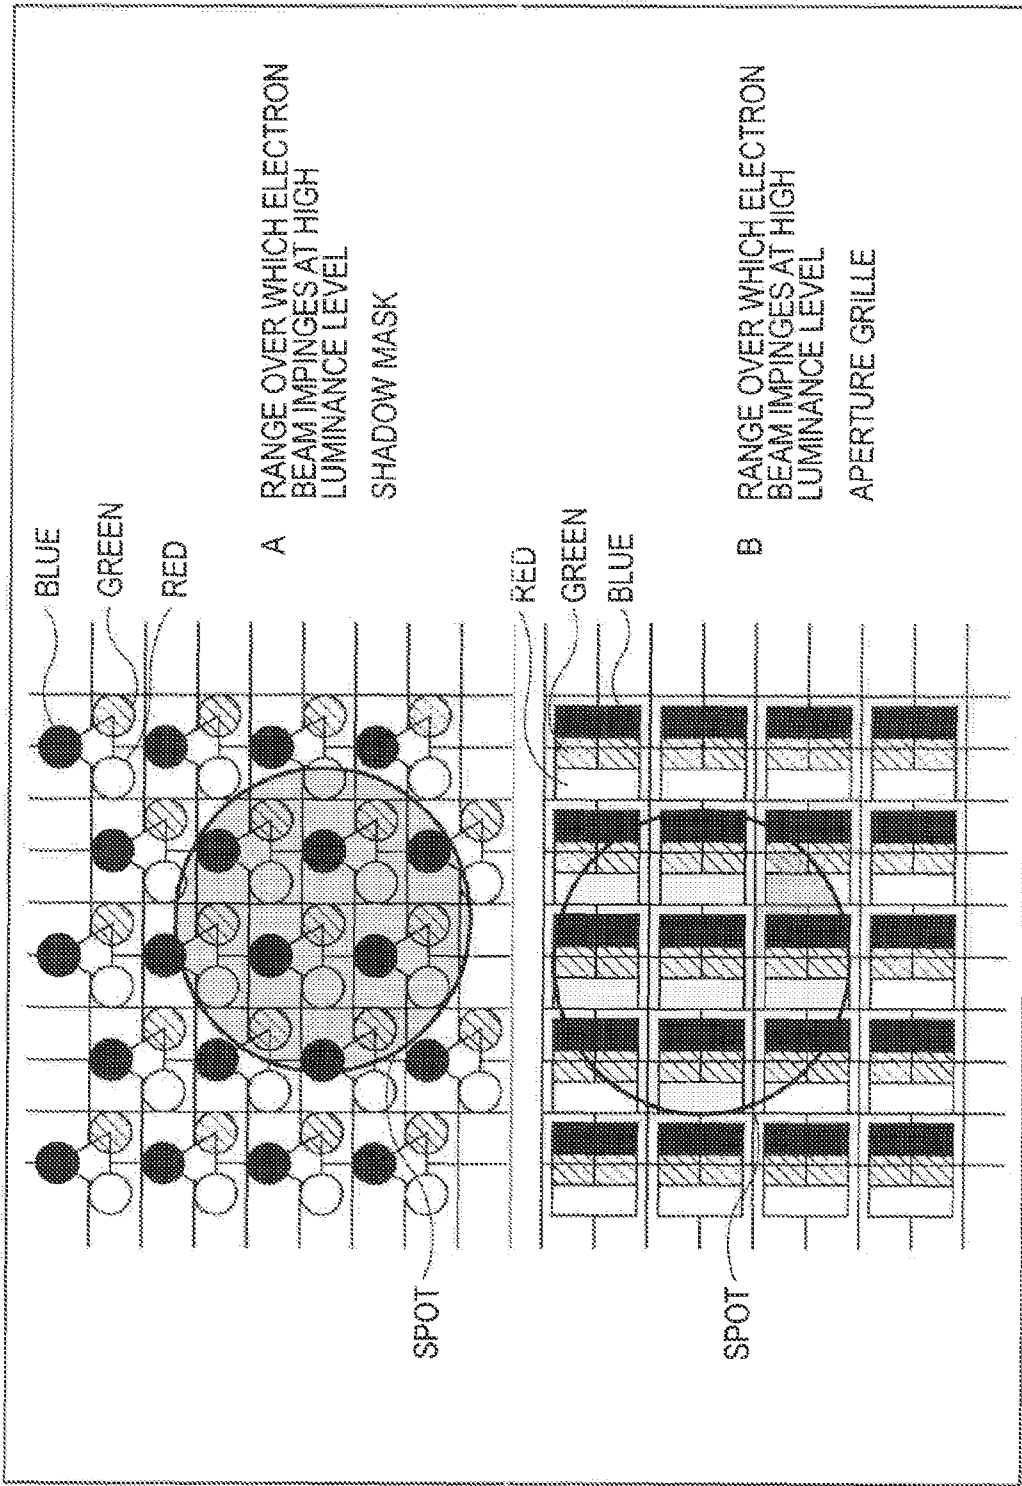 BLUE
GREEN
RED
A RANGE OVER WHICH ELECTRON
BEAM IMPINGES AT HIGH
LUMINANCE LEVEL
SHADOW MASK
SPOT
RED
GREEN
BLUE
B RANGE OVER WHICH ELECTRON
BEAM IMPINGES AT HIGH
LUMINANCE LEVEL
APERTURE GRILLE
SPOT